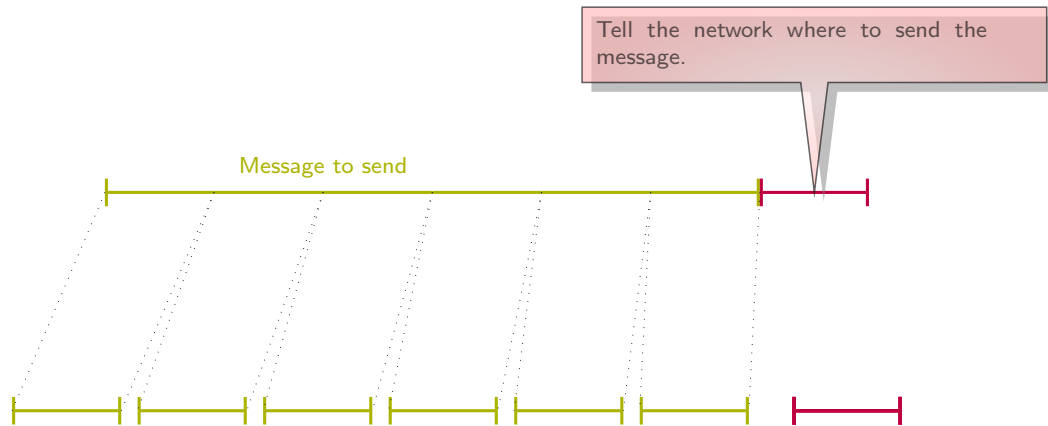 Tell the network where to send the
message.
Message to send